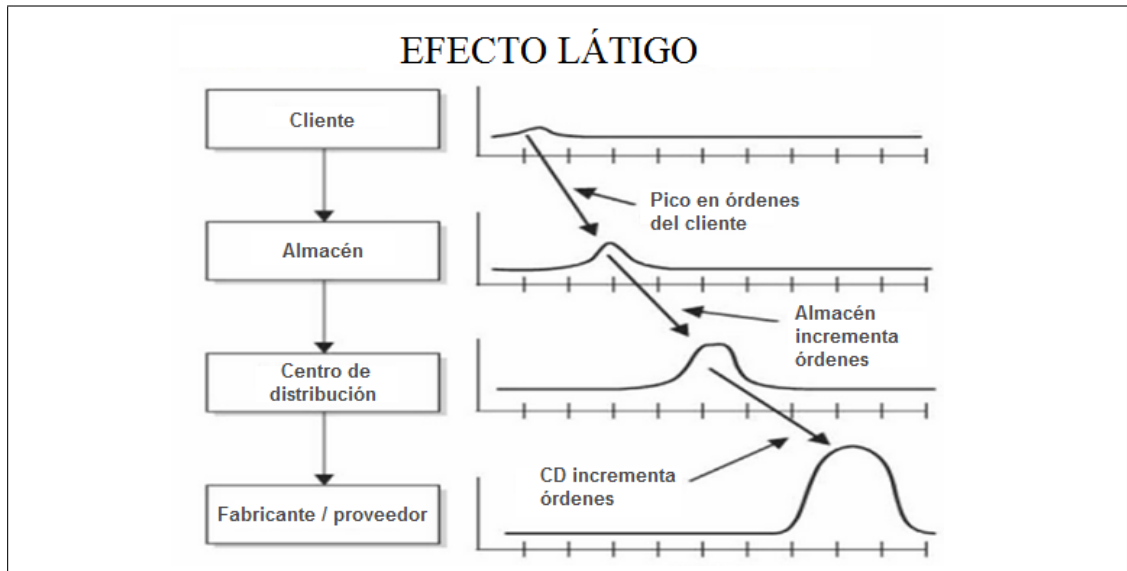 EFECTO LÁTIGO
Cliente
Pico en órdenes
del cliente
Almacén
Almacén
incrementa
órdenes
Centro de
distribución
CD incrementa
órdenes
Fabricante / proveedor